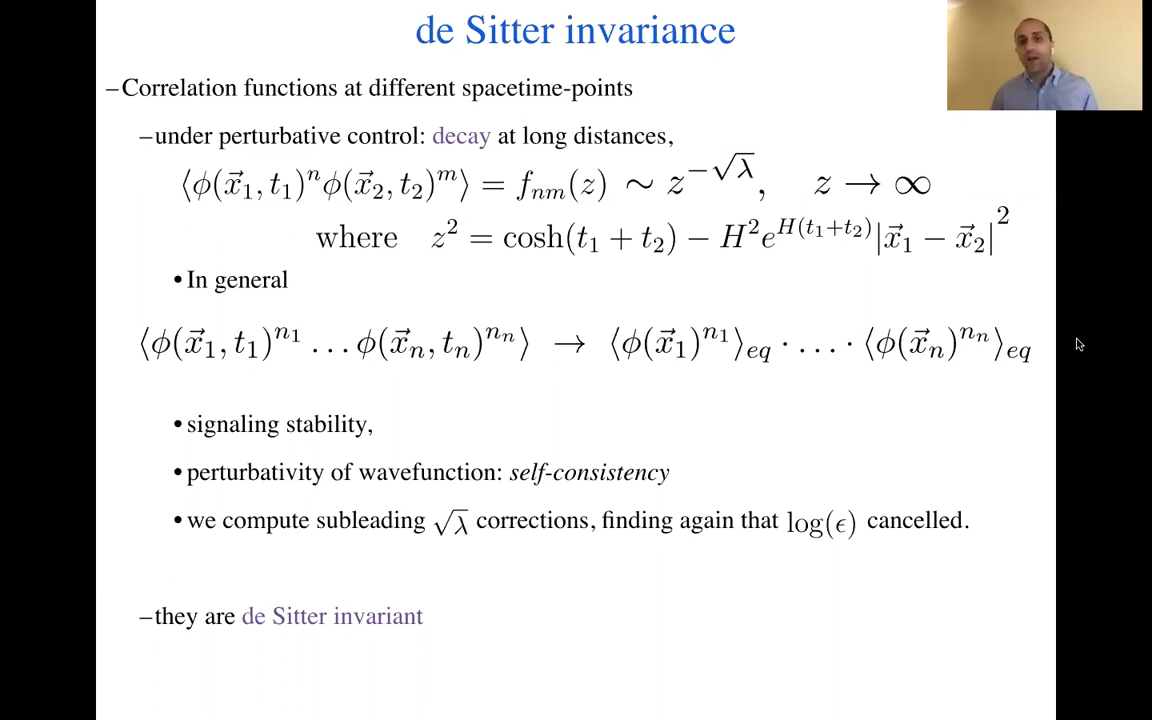 de Sitter invariance
–Correlation functions at different spacetime-points
–under perturbative control: decay at long distances,
⟨ϕ(x⃗₁, t₁)ⁿϕ(x⃗₂, t₂)ᵐ⟩ = fₙₘ(z) ∼ z^{−√λ}, z → ∞
where z² = cosh(t₁ + t₂) − H²e^{H(t₁+t₂)}|x⃗₁ − x⃗₂|²
•In general
⟨ϕ(x⃗₁, t₁)^{n₁} … ϕ(x⃗ₙ, tₙ)^{nₙ}⟩ → ⟨ϕ(x⃗₁)^{n₁}⟩_{eq} · … · ⟨ϕ(x⃗ₙ)^{nₙ}⟩_{eq}
•signaling stability,
•perturbativity of wavefunction: self-consistency
•we compute subleading √λ corrections, finding again that log(ϵ) cancelled.
–they are de Sitter invariant